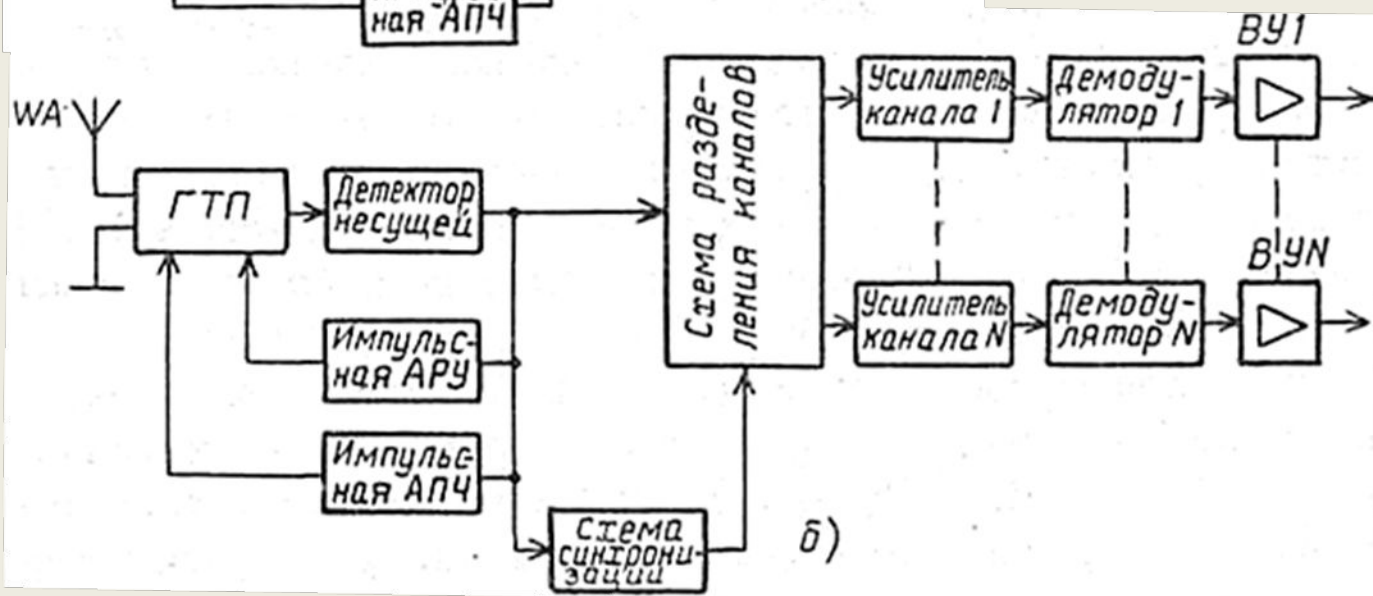 ная АПЧ
ВУ1
WA
ГТП
Детектор
несущей
Схема разде-
ления каналов
Усилитель
канала 1
Демоду-
лятор 1
ВУN
Усилитель
канала N
Демоду-
лятор N
Импульс-
ная АРУ
Импульс-
ная АПЧ
Схема
синхрони-
зации
б)